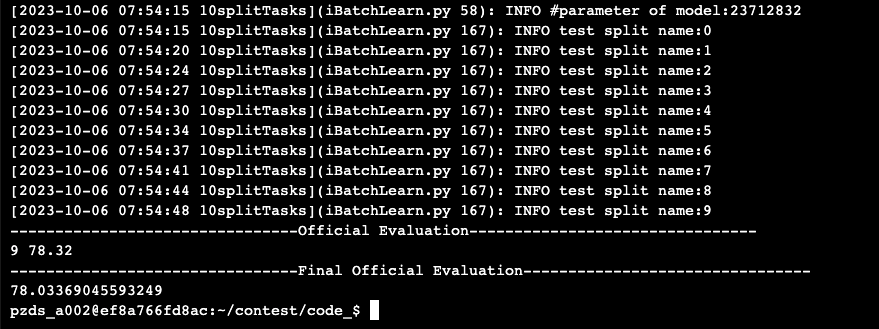 [2023-10-06 07:54:15 10splitTasks](iBatchLearn.py 58): INFO #parameter of model:23712832
[2023-10-06 07:54:15 10splitTasks](iBatchLearn.py 167): INFO test split name:0
[2023-10-06 07:54:20 10splitTasks](iBatchLearn.py 167): INFO test split name:1
[2023-10-06 07:54:24 10splitTasks](iBatchLearn.py 167): INFO test split name:2
[2023-10-06 07:54:27 10splitTasks](iBatchLearn.py 167): INFO test split name:3
[2023-10-06 07:54:30 10splitTasks](iBatchLearn.py 167): INFO test split name:4
[2023-10-06 07:54:34 10splitTasks](iBatchLearn.py 167): INFO test split name:5
[2023-10-06 07:54:37 10splitTasks](iBatchLearn.py 167): INFO test split name:6
[2023-10-06 07:54:41 10splitTasks](iBatchLearn.py 167): INFO test split name:7
[2023-10-06 07:54:44 10splitTasks](iBatchLearn.py 167): INFO test split name:8
[2023-10-06 07:54:48 10splitTasks](iBatchLearn.py 167): INFO test split name:9
--------------------------------Official Evaluation--------------------------------
9 78.32
--------------------------------Final Official Evaluation--------------------------------
78.03369045593249
pzds_a002@ef8a766fd8ac:~/contest/code_$